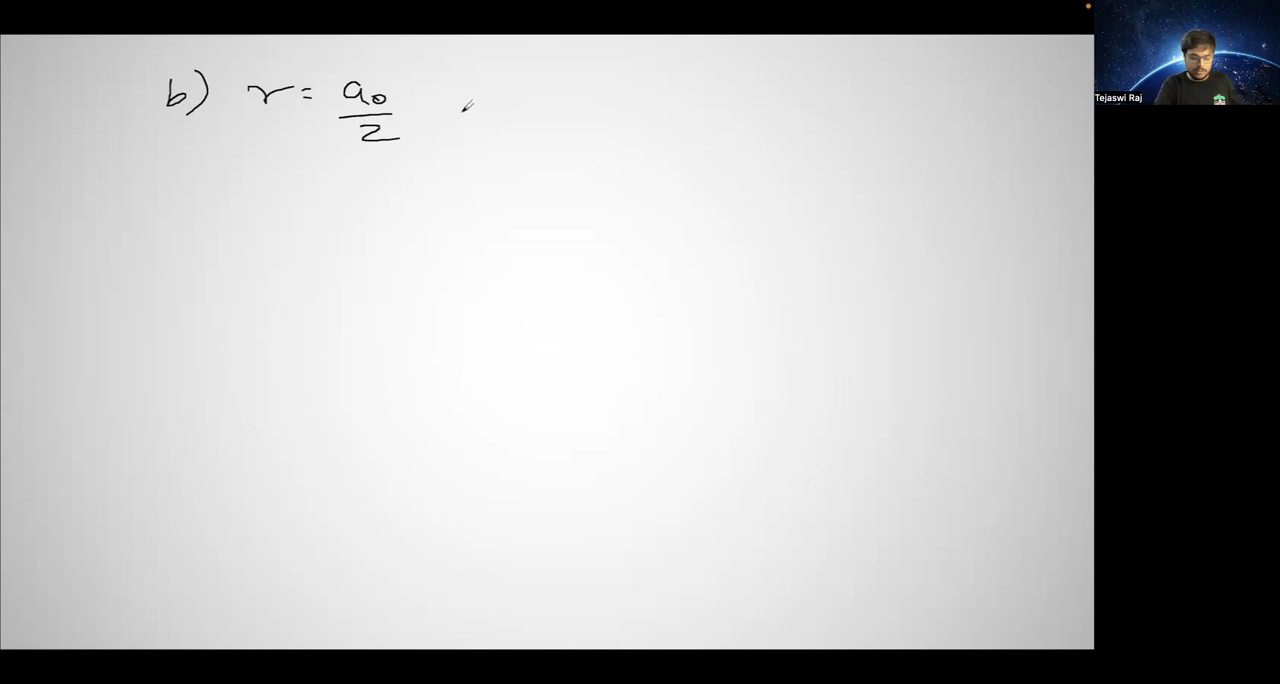 b) r = a₀/2
Tejaswi Raj